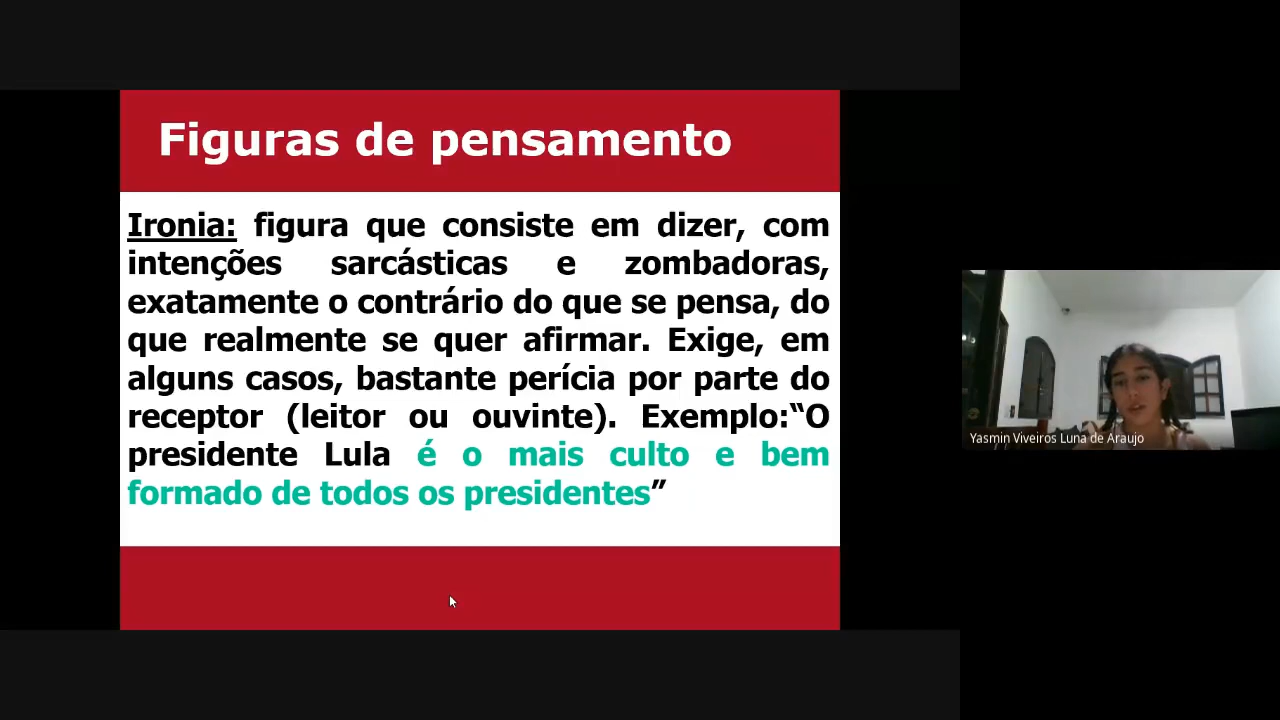 Figuras de pensamento
Ironia: figura que consiste em dizer, com
intenções sarcásticas e zombadoras,
exatamente o contrário do que se pensa, do
que realmente se quer afirmar. Exige, em
alguns casos, bastante perícia por parte do
receptor (leitor ou ouvinte). Exemplo:“O
presidente Lula é o mais culto e bem
formado de todos os presidentes”
Yasmin Viveiros Luna de Araujo